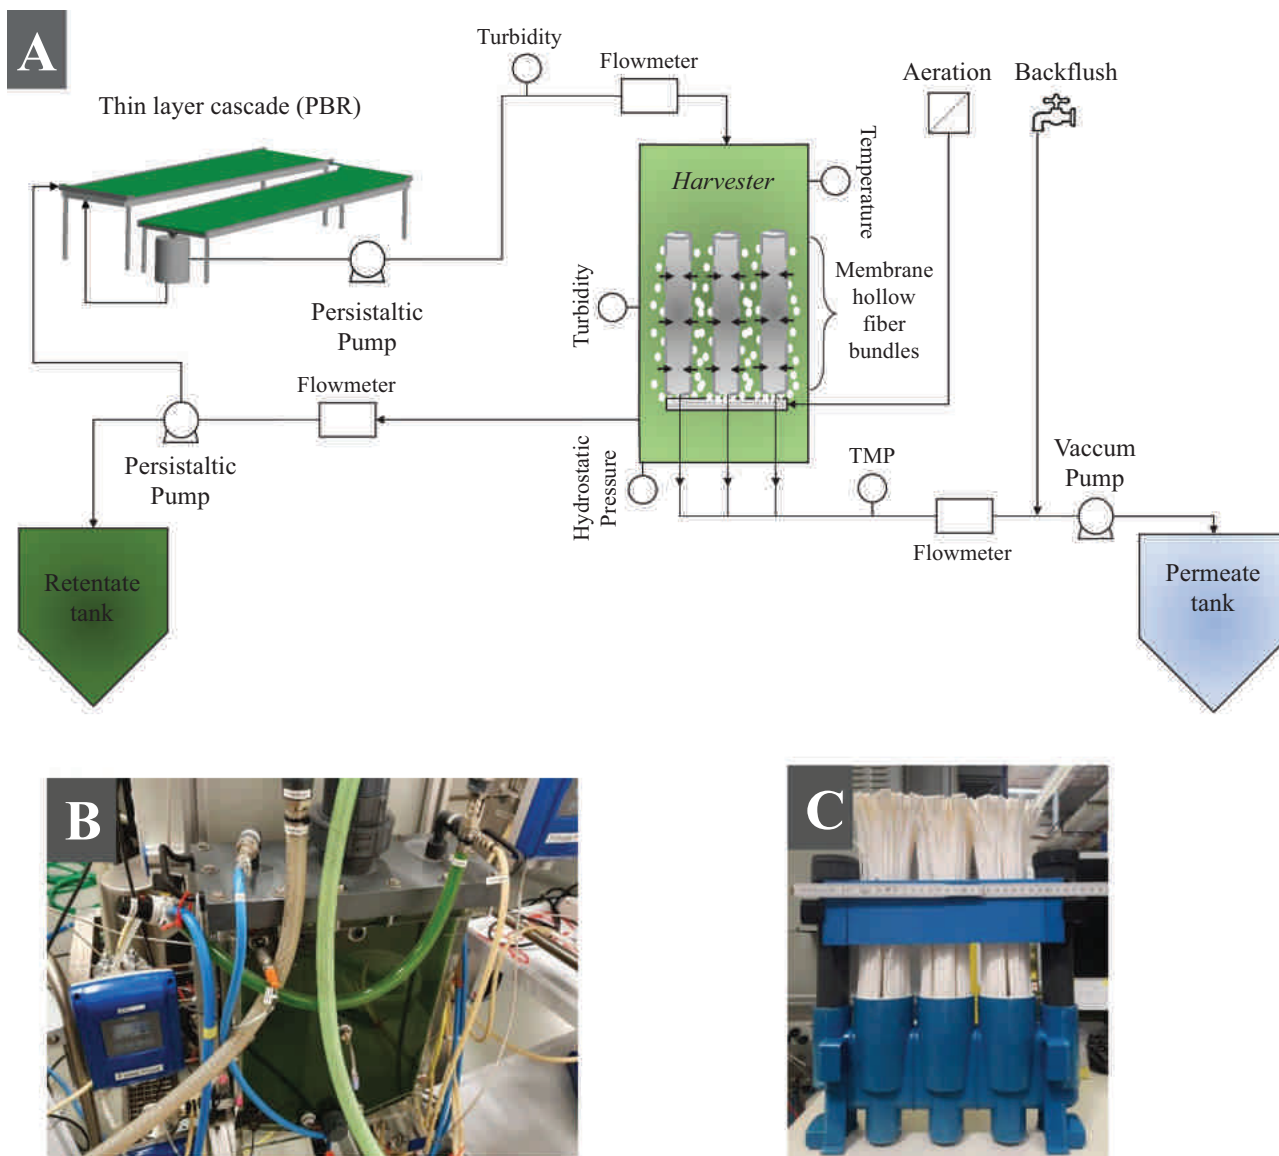 A
Turbidity
Flowmeter
Aeration
Backflush
Thin layer cascade (PBR)
Temperature
Harvester
Membrane
hollow
fiber
bundles
Turbidity
Persistaltic
Pump
Flowmeter
Persistaltic
Pump
Hydrostatic
Pressure
TMP
Vaccum
Pump
Flowmeter
Retentate
tank
Permeate
tank
B
C